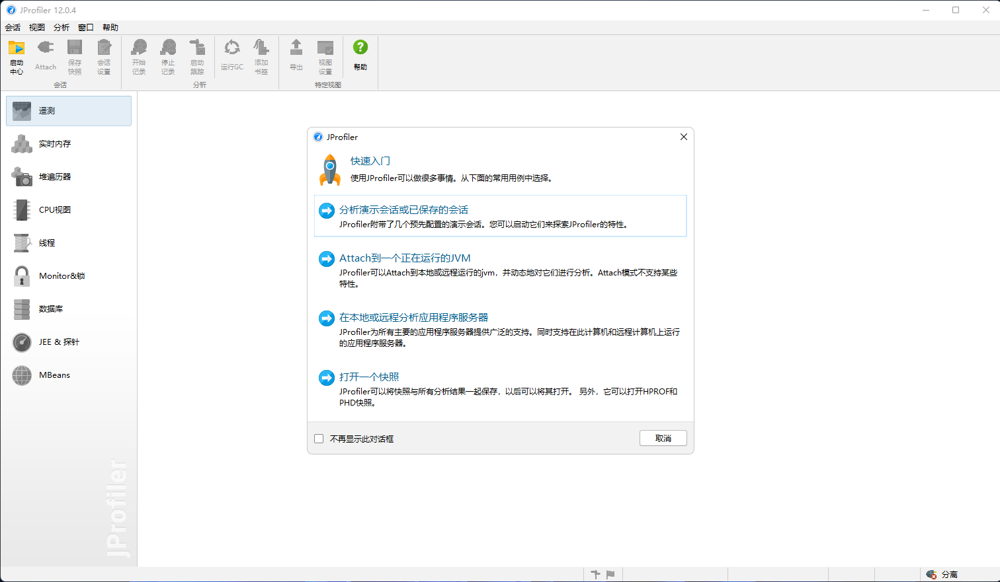 JProfiler 12.0.4
会话 视图 分析 窗口 帮助
启动
中心
Attach
保存
快照
会话
设置
会话
开始
记录
停止
记录
启动
跟踪
运行GC
添加
书签
分析
导出
视图
设置
特定视图
帮助
遥测
实时内存
堆遍历器
CPU视图
线程
Monitor&锁
数据库
JEE & 探针
MBeans
JProfiler
JProfiler
快速入门
使用JProfiler可以做很多事情。从下面的常用用例中选择。
分析演示会话或已保存的会话
JProfiler附带了几个预先配置的演示会话。您可以启动它们来探索JProfiler的特性。
Attach到一个正在运行的JVM
JProfiler可以Attach到本地或远程运行的jvm，并动态地对它们进行分析。Attach模式不支持某些
特性。
在本地或远程分析应用程序服务器
JProfiler为所有主要的应用程序服务器提供广泛的支持。同时支持在此计算机和远程计算机上运行
的应用程序服务器。
打开一个快照
JProfiler可以将快照与所有分析结果一起保存，以后可以将其打开。 另外，它可以打开HPROF和
PHD快照。
不再显示此对话框
取消
分离